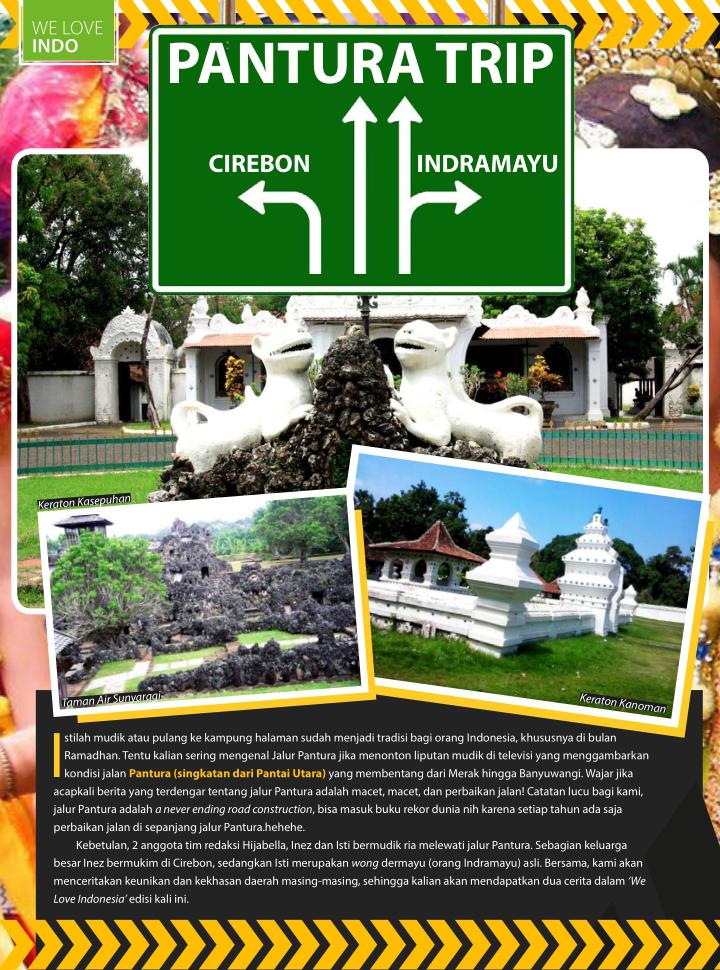 WE LOVE
INDO
PANTURA TRIP
CIREBON
INDRAMAYU
Keraton Kasepuhan
Taman Air Sunyaragi
Keraton Kanoman
Istilah mudik atau pulang ke kampung halaman sudah menjadi tradisi bagi orang Indonesia, khususnya di bulan
Ramadhan. Tentu kalian sering mengenal Jalur Pantura jika menonton liputan mudik di televisi yang menggambarkan
kondisi jalan Pantura (singkatan dari Pantai Utara) yang membentang dari Merak hingga Banyuwangi. Wajar jika
acapkali berita yang terdengar tentang jalur Pantura adalah macet, macet, dan perbaikan jalan! Catatan lucu bagi kami,
jalur Pantura adalah a never ending road construction, bisa masuk buku rekor dunia nih karena setiap tahun ada saja
perbaikan jalan di sepanjang jalur Pantura.hehehe.
Kebetulan, 2 anggota tim redaksi Hijabella, Inez dan Isti bermudik ria melewati jalur Pantura. Sebagian keluarga
besar Inez bermukim di Cirebon, sedangkan Isti merupakan wong dermayu (orang Indramayu) asli. Bersama, kami akan
menceritakan keunikan dan kekhasan daerah masing-masing, sehingga kalian akan mendapatkan dua cerita dalam ‘We
Love Indonesia’ edisi kali ini.